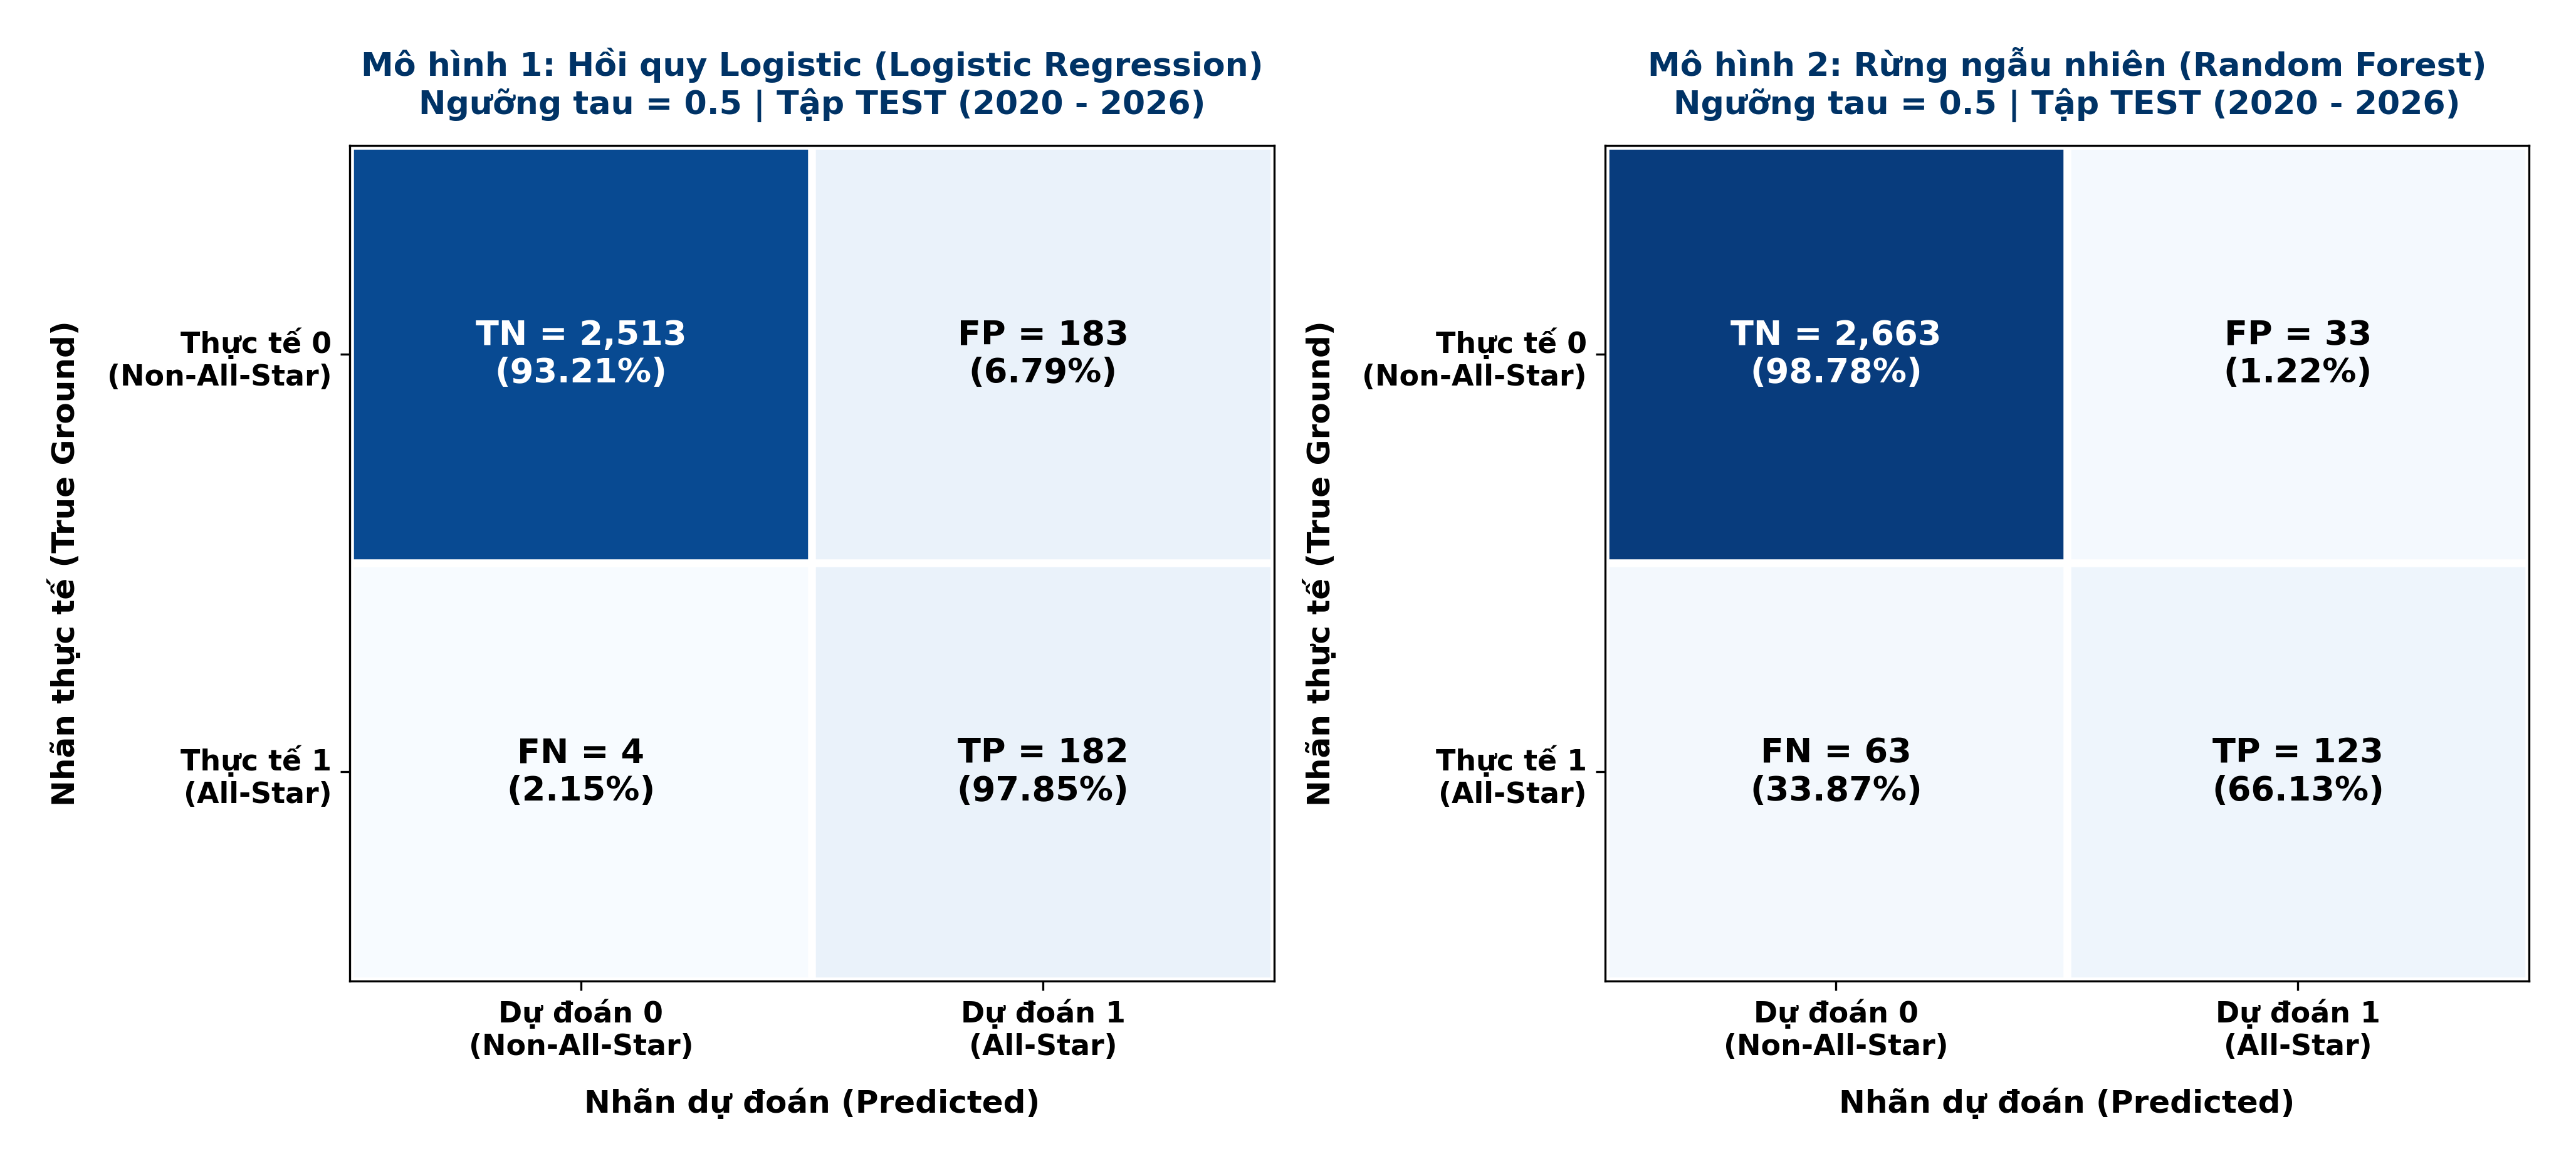 Mô hình 1: Hồi quy Logistic (Logistic Regression)
Ngưỡng tau = 0.5 | Tập TEST (2020 - 2026)
Nhãn thực tế (True Ground)
Thực tế 0
(Non-All-Star)
TN = 2,513
(93.21%)
FP = 183
(6.79%)
Thực tế 1
(All-Star)
FN = 4
(2.15%)
TP = 182
(97.85%)
Dự đoán 0
(Non-All-Star)
Dự đoán 1
(All-Star)
Nhãn dự đoán (Predicted)
Mô hình 2: Rừng ngẫu nhiên (Random Forest)
Ngưỡng tau = 0.5 | Tập TEST (2020 - 2026)
Nhãn thực tế (True Ground)
Thực tế 0
(Non-All-Star)
TN = 2,663
(98.78%)
FP = 33
(1.22%)
Thực tế 1
(All-Star)
FN = 63
(33.87%)
TP = 123
(66.13%)
Dự đoán 0
(Non-All-Star)
Dự đoán 1
(All-Star)
Nhãn dự đoán (Predicted)